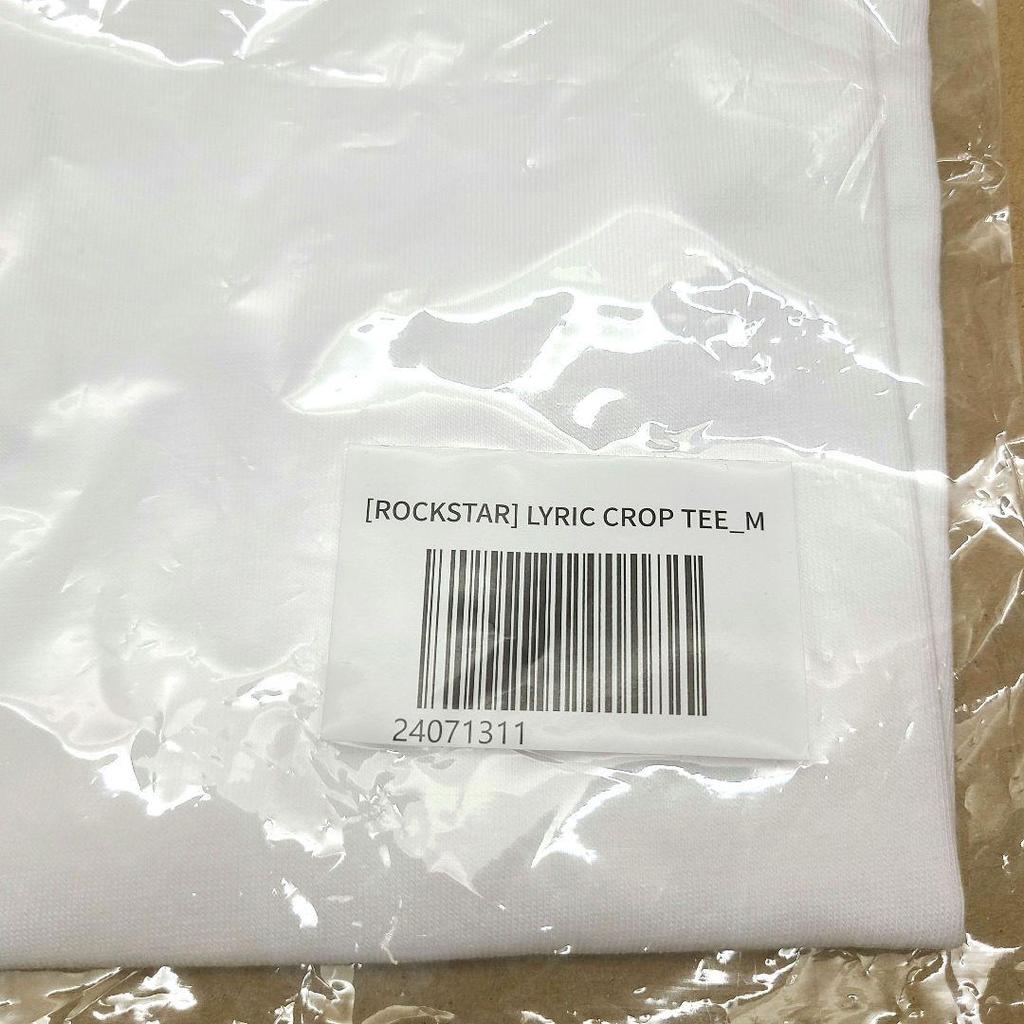 [ROCKSTAR] LYRIC CROP TEE_M
24071311